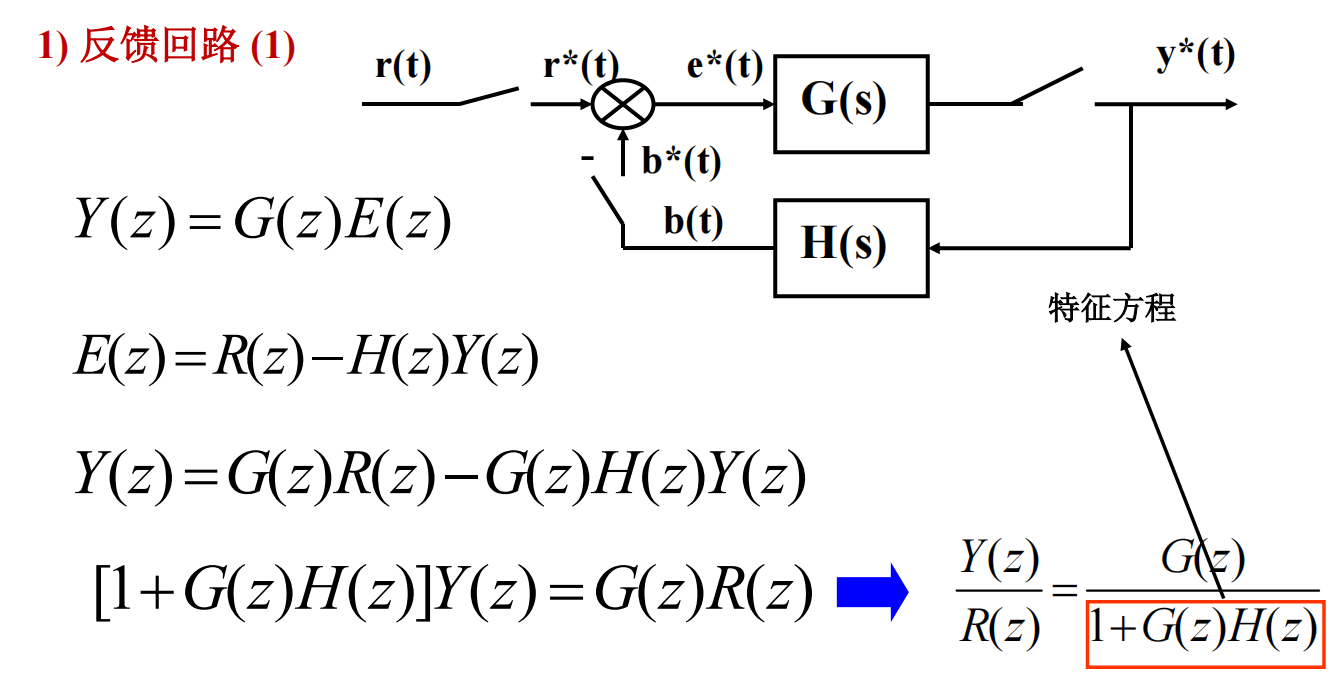 1) 反馈回路 (1)
r(t)
r*(t)
e*(t)
G(s)
y*(t)
-
b*(t)
b(t)
H(s)
Y(z)=G(z)E(z)
特征方程
E(z)=R(z)−H(z)Y(z)
Y(z)=G(z)R(z)−G(z)H(z)Y(z)
[1+G(z)H(z)]Y(z)=G(z)R(z)
Y(z)/R(z)=G(z)/1+G(z)H(z)